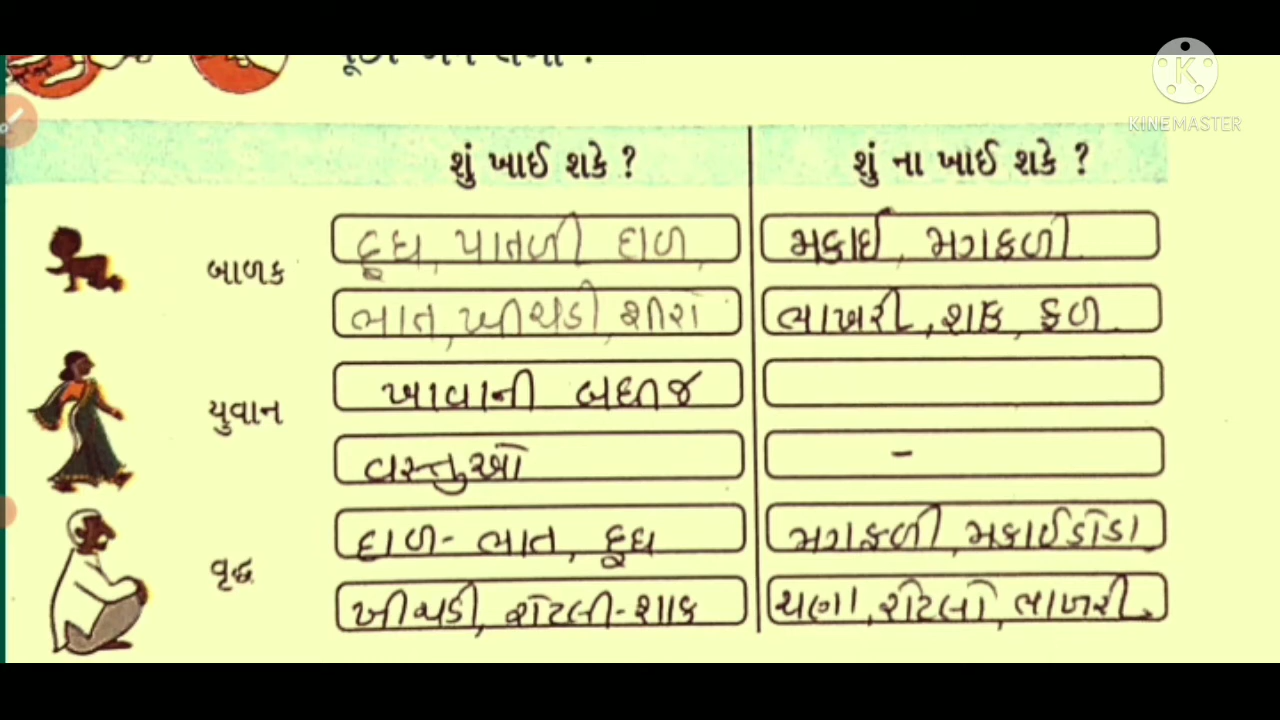 KINEMASTER
શું ખાઈ શકે ? શું ના ખાઈ શકે ?
દૂધ, પાતળી દાળ, મકાઈ, મગફળી
બાળક
ભાત, ખીચડી, શીરો ભાખરી, શાક, ફળ
ખાવાની બધીજ
યુવાન
વસ્તુઓ -
દાળ- ભાત, દૂધ મગફળી, મકાઈડોડા
વૃદ્ધ
ખીચડી, રોટલી-શાક ચણા, રોટલો, ભાખરી.